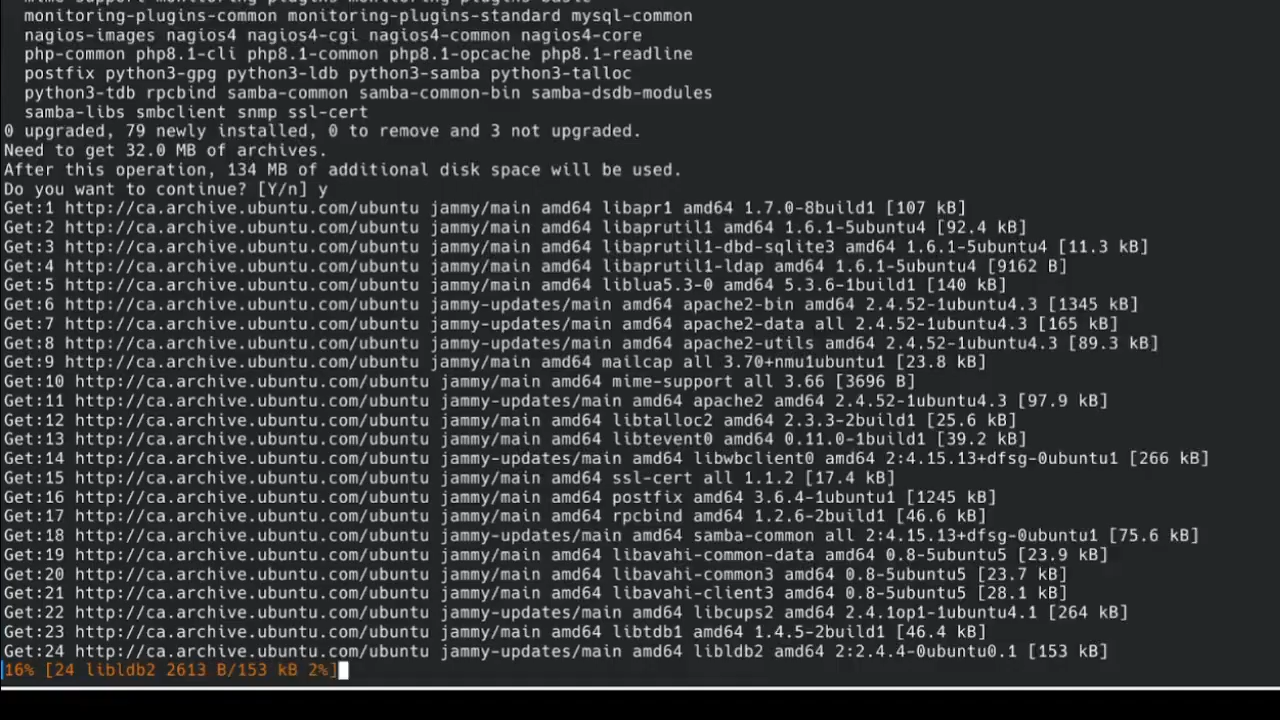 mime-support monitoring-plugins monitoring-plugins-basic
monitoring-plugins-common monitoring-plugins-standard mysql-common
nagios-images nagios4 nagios4-cgi nagios4-common nagios4-core
php-common php8.1-cli php8.1-common php8.1-opcache php8.1-readline
postfix python3-gpg python3-ldb python3-samba python3-talloc
python3-tdb rpcbind samba-common samba-common-bin samba-dsdb-modules
samba-libs smbclient snmp ssl-cert
0 upgraded, 79 newly installed, 0 to remove and 3 not upgraded.
Need to get 32.0 MB of archives.
After this operation, 134 MB of additional disk space will be used.
Do you want to continue? [Y/n] y
Get:1 http://ca.archive.ubuntu.com/ubuntu jammy/main amd64 libapr1 amd64 1.7.0-8build1 [107 kB]
Get:2 http://ca.archive.ubuntu.com/ubuntu jammy/main amd64 libaprutil1 amd64 1.6.1-5ubuntu4 [92.4 kB]
Get:3 http://ca.archive.ubuntu.com/ubuntu jammy/main amd64 libaprutil1-dbd-sqlite3 amd64 1.6.1-5ubuntu4 [11.3 kB]
Get:4 http://ca.archive.ubuntu.com/ubuntu jammy/main amd64 libaprutil1-ldap amd64 1.6.1-5ubuntu4 [9162 B]
Get:5 http://ca.archive.ubuntu.com/ubuntu jammy/main amd64 liblua5.3-0 amd64 5.3.6-1build1 [140 kB]
Get:6 http://ca.archive.ubuntu.com/ubuntu jammy-updates/main amd64 apache2-bin amd64 2.4.52-1ubuntu4.3 [1345 kB]
Get:7 http://ca.archive.ubuntu.com/ubuntu jammy-updates/main amd64 apache2-data all 2.4.52-1ubuntu4.3 [165 kB]
Get:8 http://ca.archive.ubuntu.com/ubuntu jammy-updates/main amd64 apache2-utils amd64 2.4.52-1ubuntu4.3 [89.3 kB]
Get:9 http://ca.archive.ubuntu.com/ubuntu jammy/main amd64 mailcap all 3.70+nmu1ubuntu1 [23.8 kB]
Get:10 http://ca.archive.ubuntu.com/ubuntu jammy/main amd64 mime-support all 3.66 [3696 B]
Get:11 http://ca.archive.ubuntu.com/ubuntu jammy-updates/main amd64 apache2 amd64 2.4.52-1ubuntu4.3 [97.9 kB]
Get:12 http://ca.archive.ubuntu.com/ubuntu jammy/main amd64 libtalloc2 amd64 2.3.3-2build1 [25.6 kB]
Get:13 http://ca.archive.ubuntu.com/ubuntu jammy/main amd64 libtevent0 amd64 0.11.0-1build1 [39.2 kB]
Get:14 http://ca.archive.ubuntu.com/ubuntu jammy-updates/main amd64 libwbclient0 amd64 2:4.15.13+dfsg-0ubuntu1 [266 kB]
Get:15 http://ca.archive.ubuntu.com/ubuntu jammy/main amd64 ssl-cert all 1.1.2 [17.4 kB]
Get:16 http://ca.archive.ubuntu.com/ubuntu jammy/main amd64 postfix amd64 3.6.4-1ubuntu1 [1245 kB]
Get:17 http://ca.archive.ubuntu.com/ubuntu jammy/main amd64 rpcbind amd64 1.2.6-2build1 [46.6 kB]
Get:18 http://ca.archive.ubuntu.com/ubuntu jammy-updates/main amd64 samba-common all 2:4.15.13+dfsg-0ubuntu1 [75.6 kB]
Get:19 http://ca.archive.ubuntu.com/ubuntu jammy/main amd64 libavahi-common-data amd64 0.8-5ubuntu5 [23.9 kB]
Get:20 http://ca.archive.ubuntu.com/ubuntu jammy/main amd64 libavahi-common3 amd64 0.8-5ubuntu5 [23.7 kB]
Get:21 http://ca.archive.ubuntu.com/ubuntu jammy/main amd64 libavahi-client3 amd64 0.8-5ubuntu5 [28.1 kB]
Get:22 http://ca.archive.ubuntu.com/ubuntu jammy-updates/main amd64 libcups2 amd64 2.4.1op1-1ubuntu4.1 [264 kB]
Get:23 http://ca.archive.ubuntu.com/ubuntu jammy/main amd64 libtdb1 amd64 1.4.5-2build1 [46.4 kB]
Get:24 http://ca.archive.ubuntu.com/ubuntu jammy-updates/main amd64 libldb2 amd64 2:2.4.4-0ubuntu0.1 [153 kB]
16% [24 libldb2 2613 B/153 kB 2%]